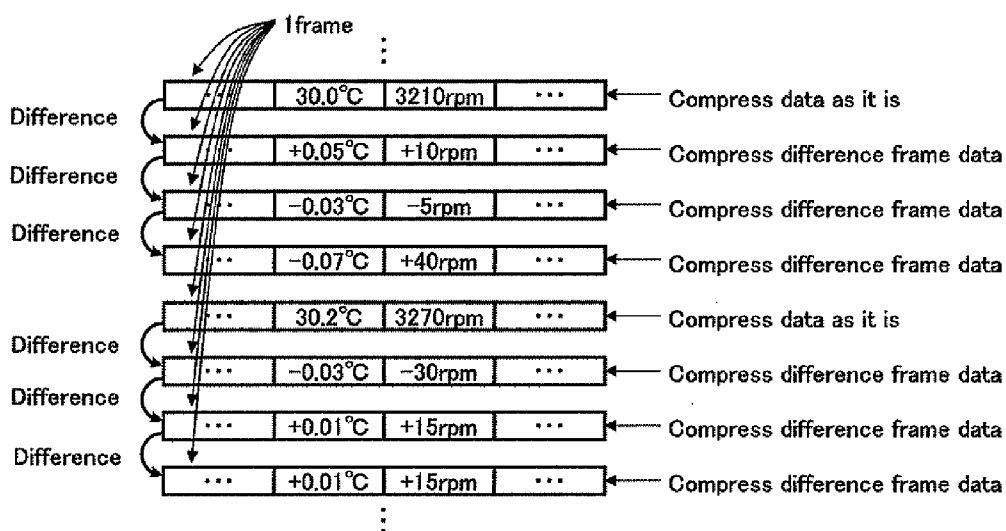 1frame
⋮
··· 30.0℃ 3210rpm ··· Compress data as it is
Difference
··· +0.05℃ +10rpm ··· Compress difference frame data
Difference
··· −0.03℃ −5rpm ··· Compress difference frame data
Difference
··· −0.07℃ +40rpm ··· Compress difference frame data
··· 30.2℃ 3270rpm ··· Compress data as it is
Difference
··· −0.03℃ −30rpm ··· Compress difference frame data
Difference
··· +0.01℃ +15rpm ··· Compress difference frame data
Difference
··· +0.01℃ +15rpm ··· Compress difference frame data
⋮